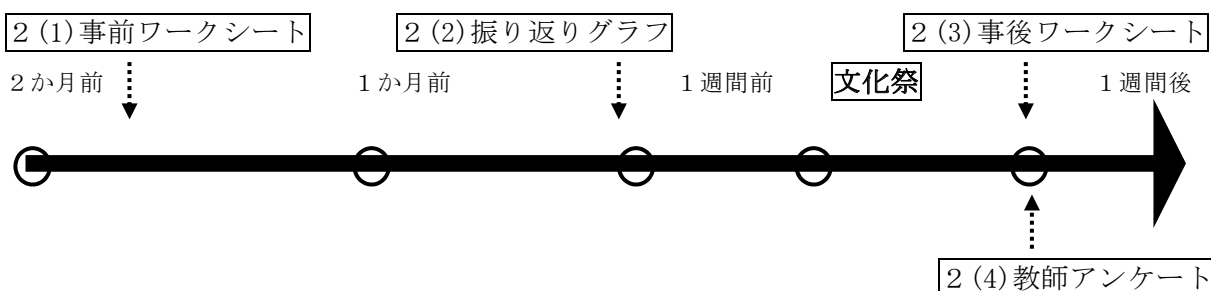 2(1)事前ワークシート 2(2)振り返りグラフ 2(3)事後ワークシート
2か月前 1か月前 1週間前 文化祭 1週間後
2(4)教師アンケート